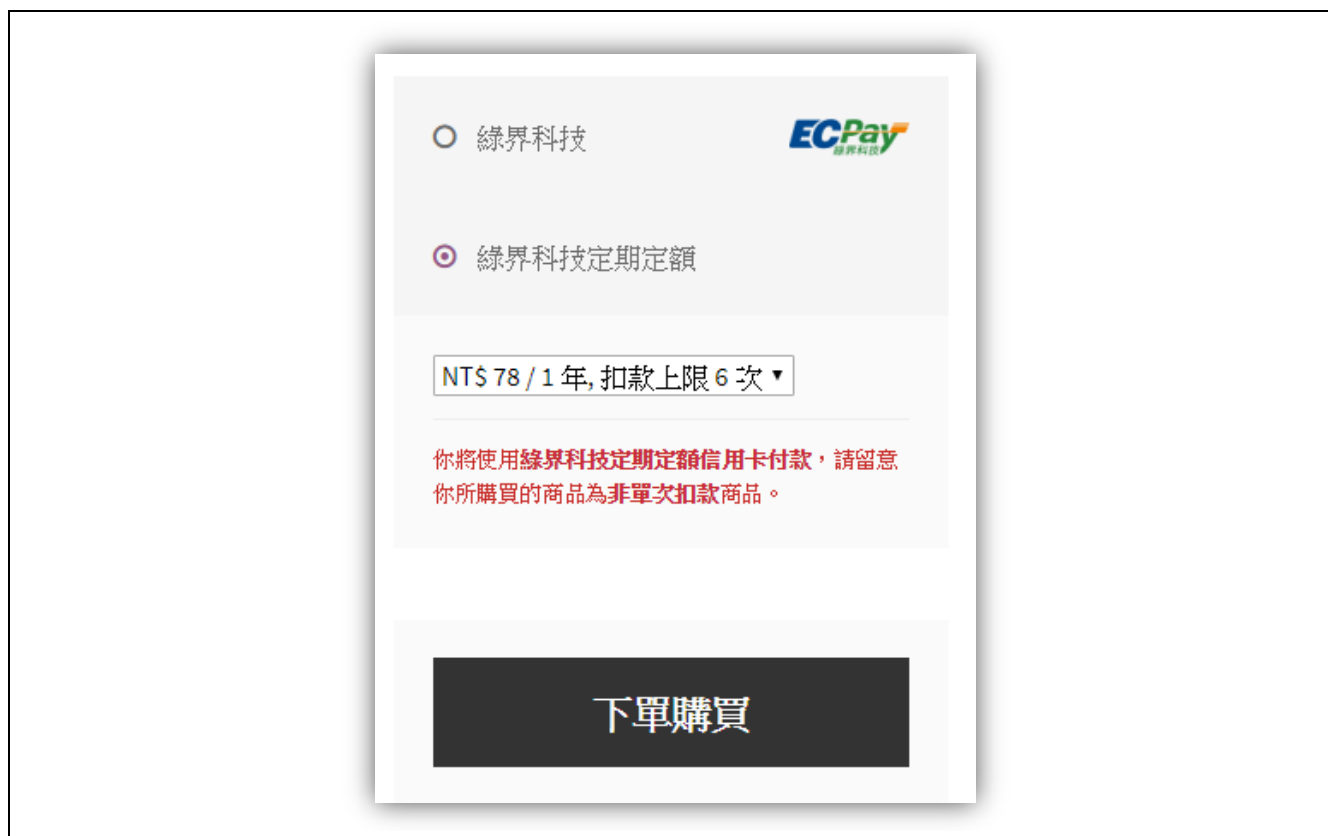 綠界科技
ECPay
綠界科技
綠界科技定期定額
NT$ 78 / 1 年, 扣款上限 6 次
你將使用綠界科技定期定額信用卡付款，請留意
你所購買的商品為非單次扣款商品。
下單購買